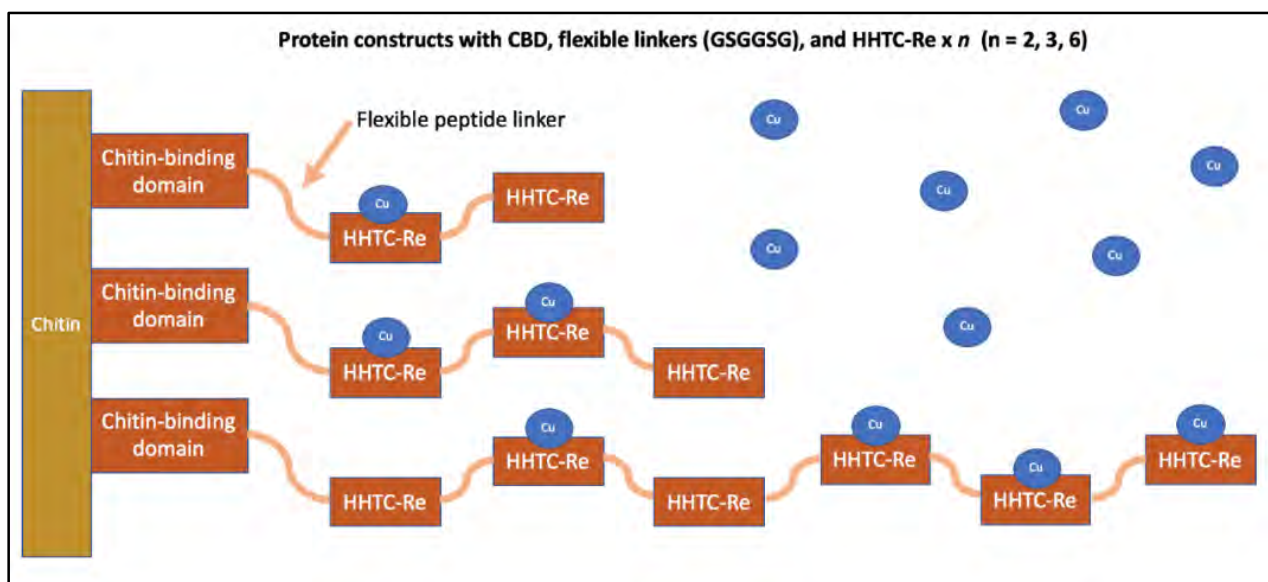 Protein constructs with CBD, flexible linkers (GSGGSG), and HHTC-Re x n (n = 2, 3, 6)
Chitin
Chitin-binding
domain
Flexible peptide linker
Cu
HHTC-Re
HHTC-Re
Chitin-binding
domain
Cu
HHTC-Re
Cu
HHTC-Re
HHTC-Re
Chitin-binding
domain
HHTC-Re
Cu
HHTC-Re
HHTC-Re
Cu
HHTC-Re
Cu
HHTC-Re
Cu
HHTC-Re
Cu
Cu
Cu
Cu
Cu
Cu
Cu